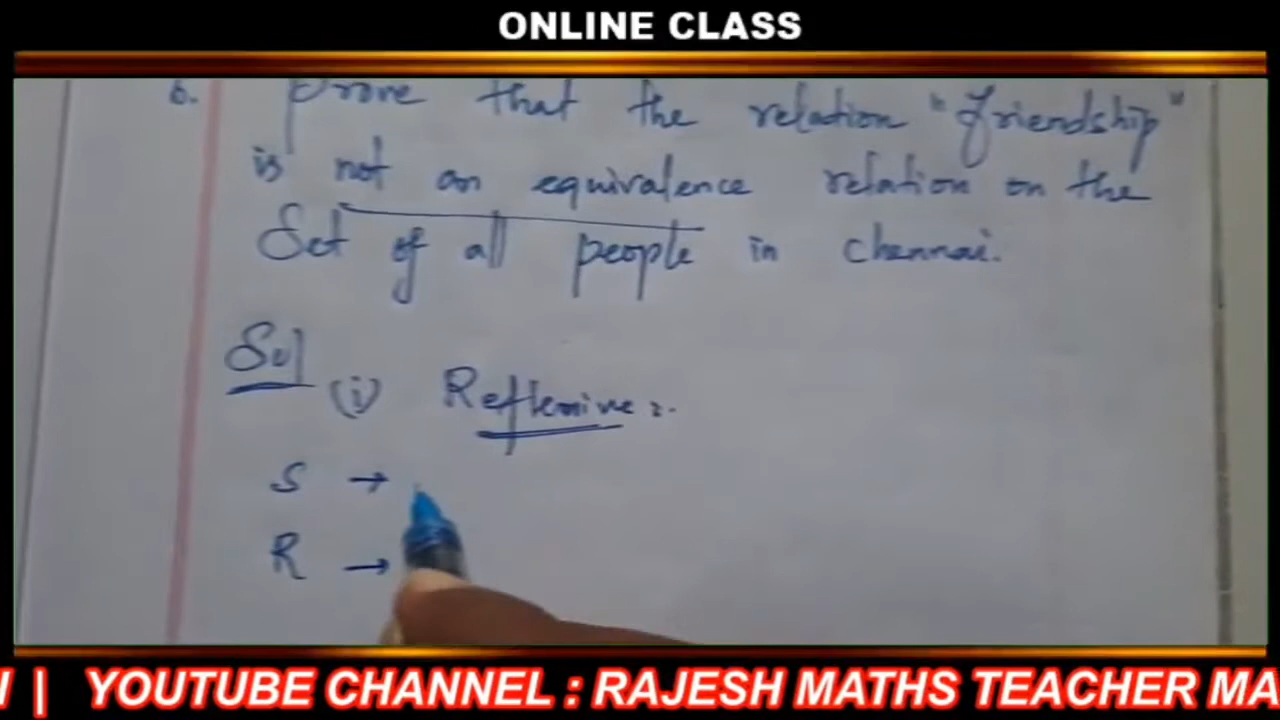 ONLINE CLASS
6. Prove that the relation "friendship"
is not an equivalence relation on the
Set of all people in chennai.
Sol
(i) Reflexive :-
S →
R →
| YOUTUBE CHANNEL : RAJESH MATHS TEACHER MA